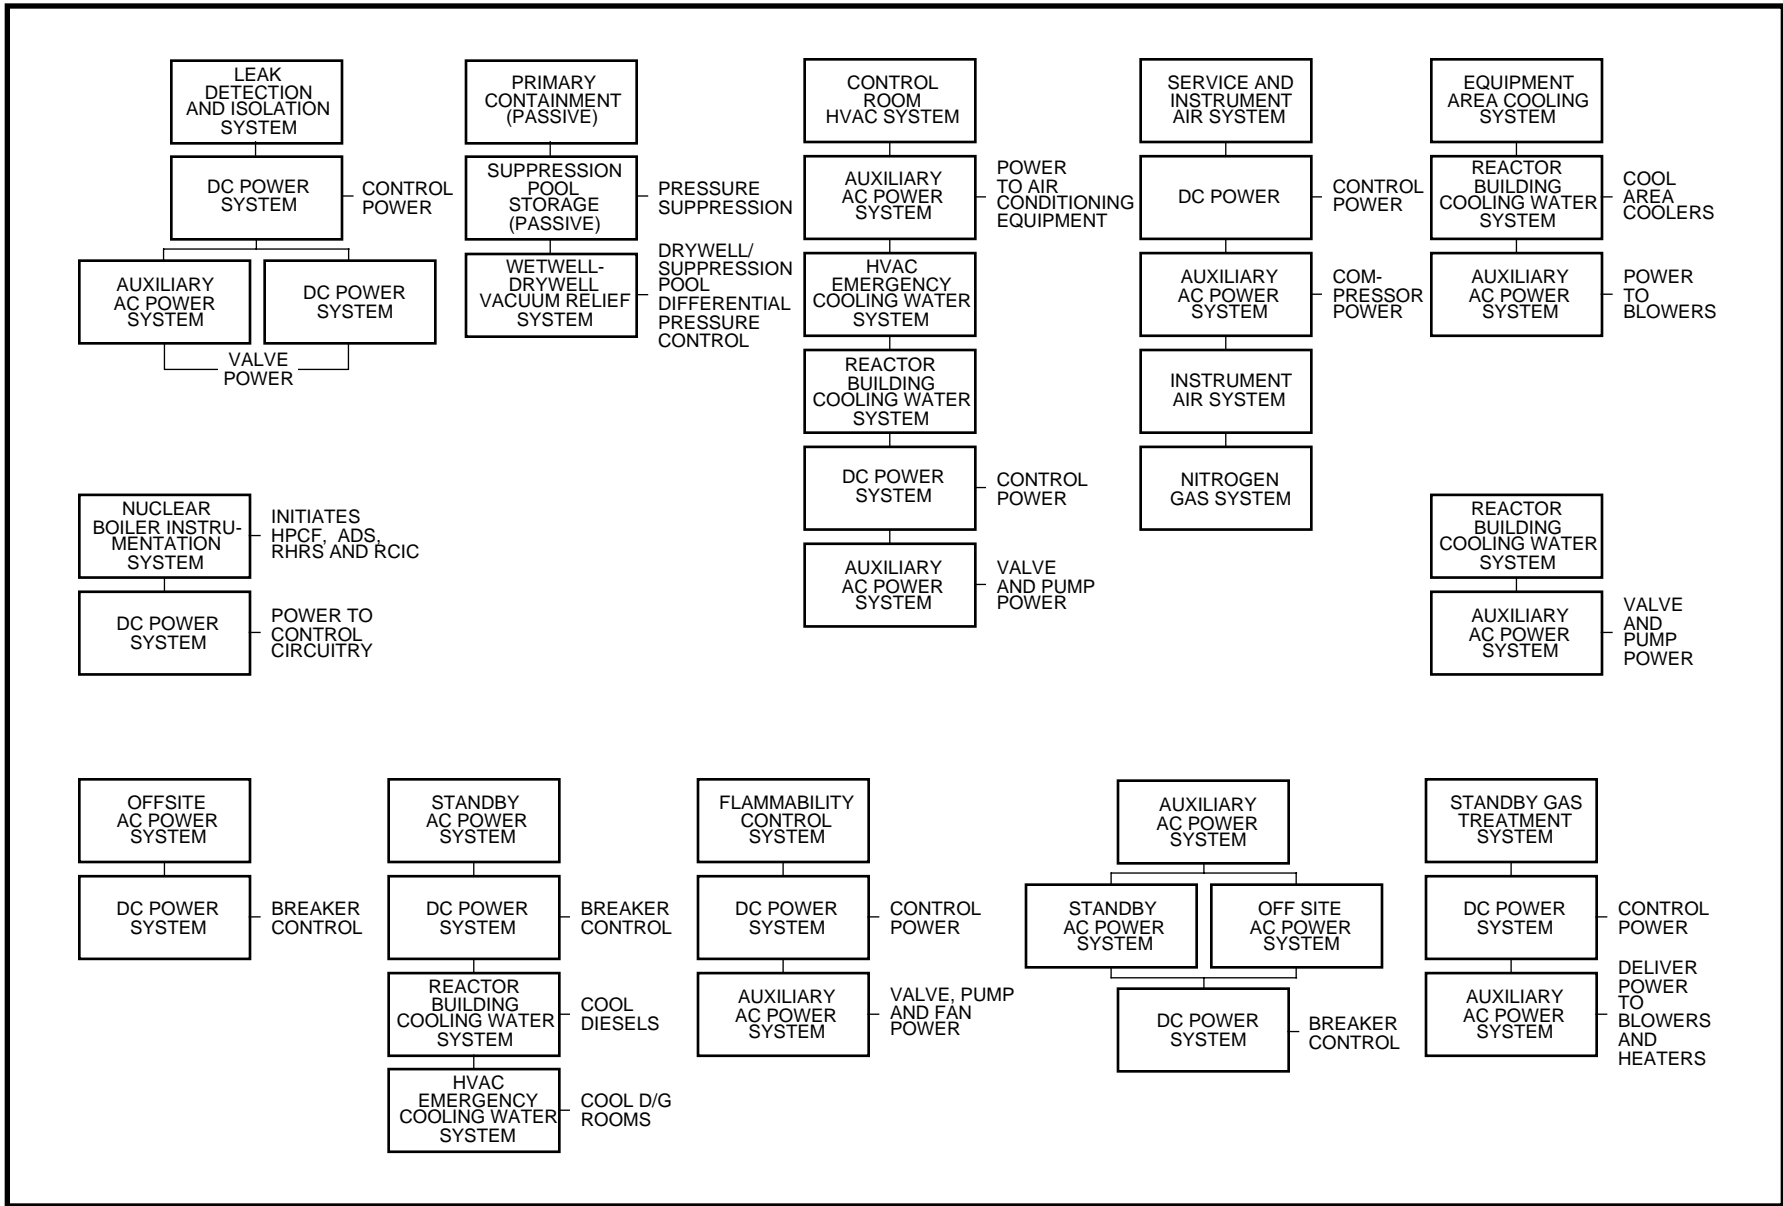 LEAK
DETECTION
AND ISOLATION
SYSTEM
DC POWER
SYSTEM
CONTROL
POWER
AUXILIARY
AC POWER
SYSTEM
DC POWER
SYSTEM
VALVE
POWER
PRIMARY
CONTAINMENT
(PASSIVE)
SUPPRESSION
POOL
STORAGE
(PASSIVE)
PRESSURE
SUPPRESSION
WETWELL-
DRYWELL
VACUUM RELIEF
SYSTEM
DRYWELL/
SUPPRESSION
POOL
DIFFERENTIAL
PRESSURE
CONTROL
CONTROL
ROOM
HVAC SYSTEM
AUXILIARY
AC POWER
SYSTEM
POWER
TO AIR
CONDITIONING
EQUIPMENT
HVAC
EMERGENCY
COOLING WATER
SYSTEM
REACTOR
BUILDING
COOLING WATER
SYSTEM
DC POWER
SYSTEM
CONTROL
POWER
AUXILIARY
AC POWER
SYSTEM
VALVE
AND PUMP
POWER
SERVICE AND
INSTRUMENT
AIR SYSTEM
DC POWER
CONTROL
POWER
AUXILIARY
AC POWER
SYSTEM
COM-
PRESSOR
POWER
INSTRUMENT
AIR SYSTEM
NITROGEN
GAS SYSTEM
EQUIPMENT
AREA COOLING
SYSTEM
REACTOR
BUILDING
COOLING WATER
SYSTEM
COOL
AREA
COOLERS
AUXILIARY
AC POWER
SYSTEM
POWER
TO
BLOWERS
NUCLEAR
BOILER INSTRU-
MENTATION
SYSTEM
INITIATES
HPCF, ADS,
RHRS AND RCIC
DC POWER
SYSTEM
POWER TO
CONTROL
CIRCUITRY
REACTOR
BUILDING
COOLING WATER
SYSTEM
AUXILIARY
AC POWER
SYSTEM
VALVE
AND
PUMP
POWER
OFFSITE
AC POWER
SYSTEM
DC POWER
SYSTEM
BREAKER
CONTROL
STANDBY
AC POWER
SYSTEM
DC POWER
SYSTEM
BREAKER
CONTROL
REACTOR
BUILDING
COOLING WATER
SYSTEM
COOL
DIESELS
HVAC
EMERGENCY
COOLING WATER
SYSTEM
COOL D/G
ROOMS
FLAMMABILITY
CONTROL
SYSTEM
DC POWER
SYSTEM
CONTROL
POWER
AUXILIARY
AC POWER
SYSTEM
VALVE, PUMP
AND FAN
POWER
AUXILIARY
AC POWER
SYSTEM
STANDBY
AC POWER
SYSTEM
OFF SITE
AC POWER
SYSTEM
DC POWER
SYSTEM
BREAKER
CONTROL
STANDBY GAS
TREATMENT
SYSTEM
DC POWER
SYSTEM
CONTROL
POWER
AUXILIARY
AC POWER
SYSTEM
DELIVER
POWER
TO
BLOWERS
AND
HEATERS